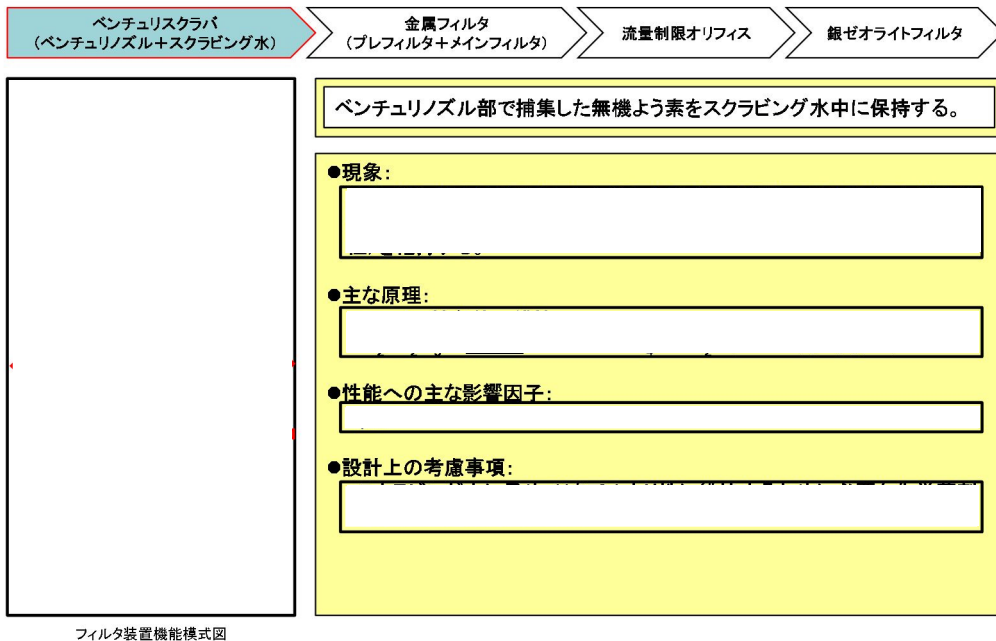 ベンチュリスクラバ
(ベンチュリノズル+スクラビング水)
金属フィルタ
(プレフィルタ+メインフィルタ)
流量制限オリフィス
銀ゼオライトフィルタ
ベンチュリノズル部で捕集した無機よう素をスクラビング水中に保持する。
●現象:
●主な原理:
●性能への主な影響因子:
●設計上の考慮事項:
フィルタ装置機能模式図